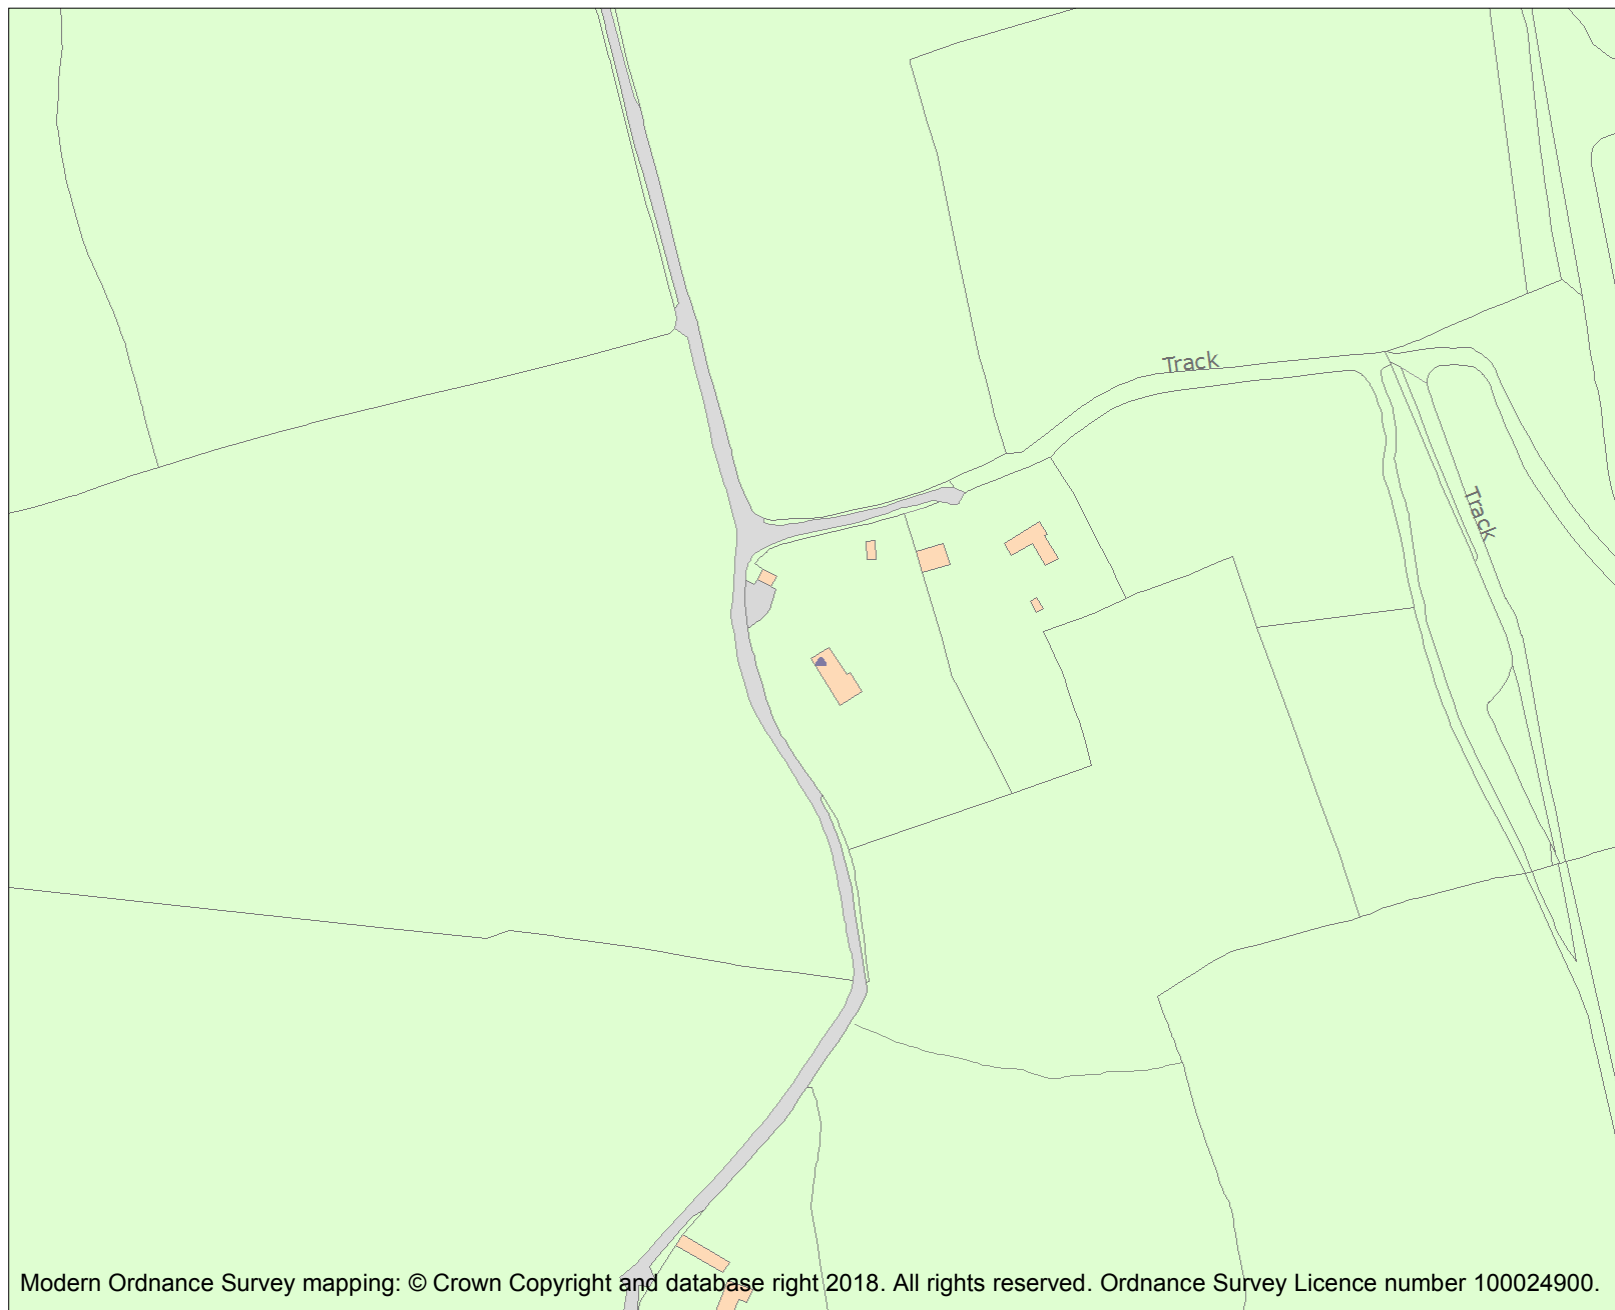 Track
Track
Modern Ordnance Survey mapping: © Crown Copyright and database right 2018. All rights reserved. Ordnance Survey Licence number 100024900.